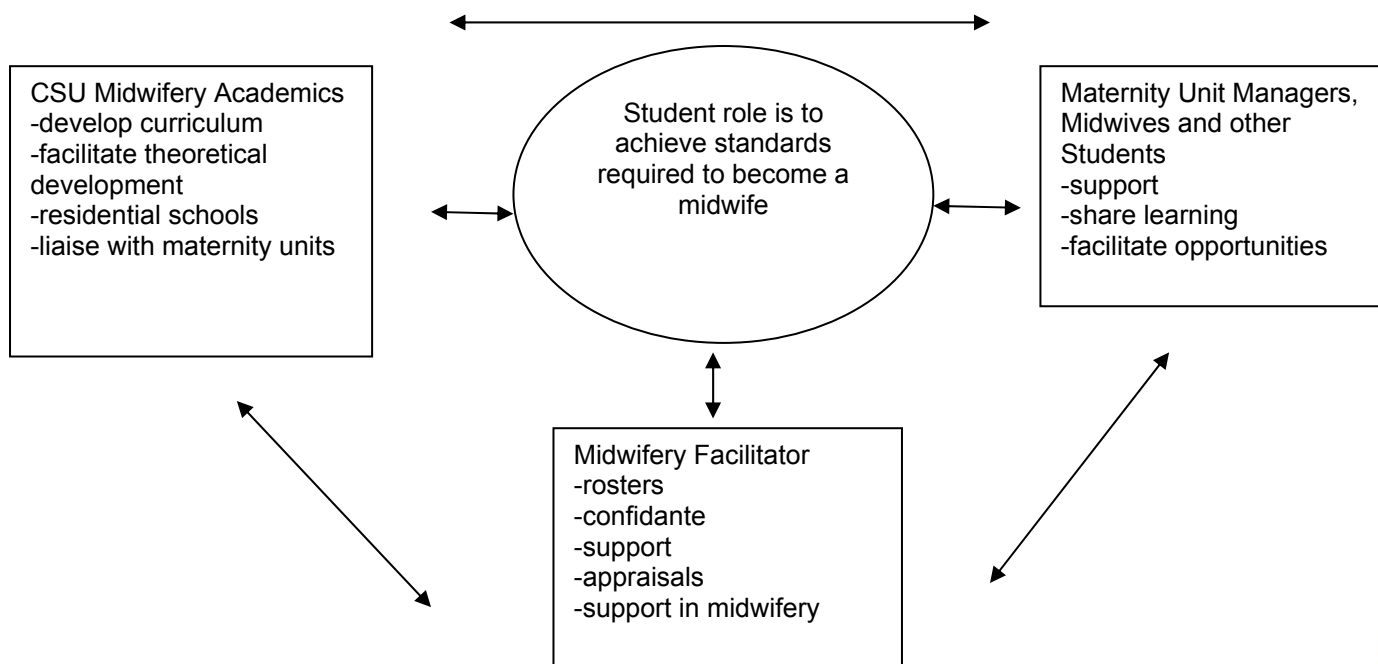 CSU Midwifery Academics
-develop curriculum
-facilitate theoretical
development
-residential schools
-liaise with maternity units
Student role is to
achieve standards
required to become a
midwife
Maternity Unit Managers,
Midwives and other
Students
-support
-share learning
-facilitate opportunities
Midwifery Facilitator
-rosters
-confidante
-support
-appraisals
-support in midwifery